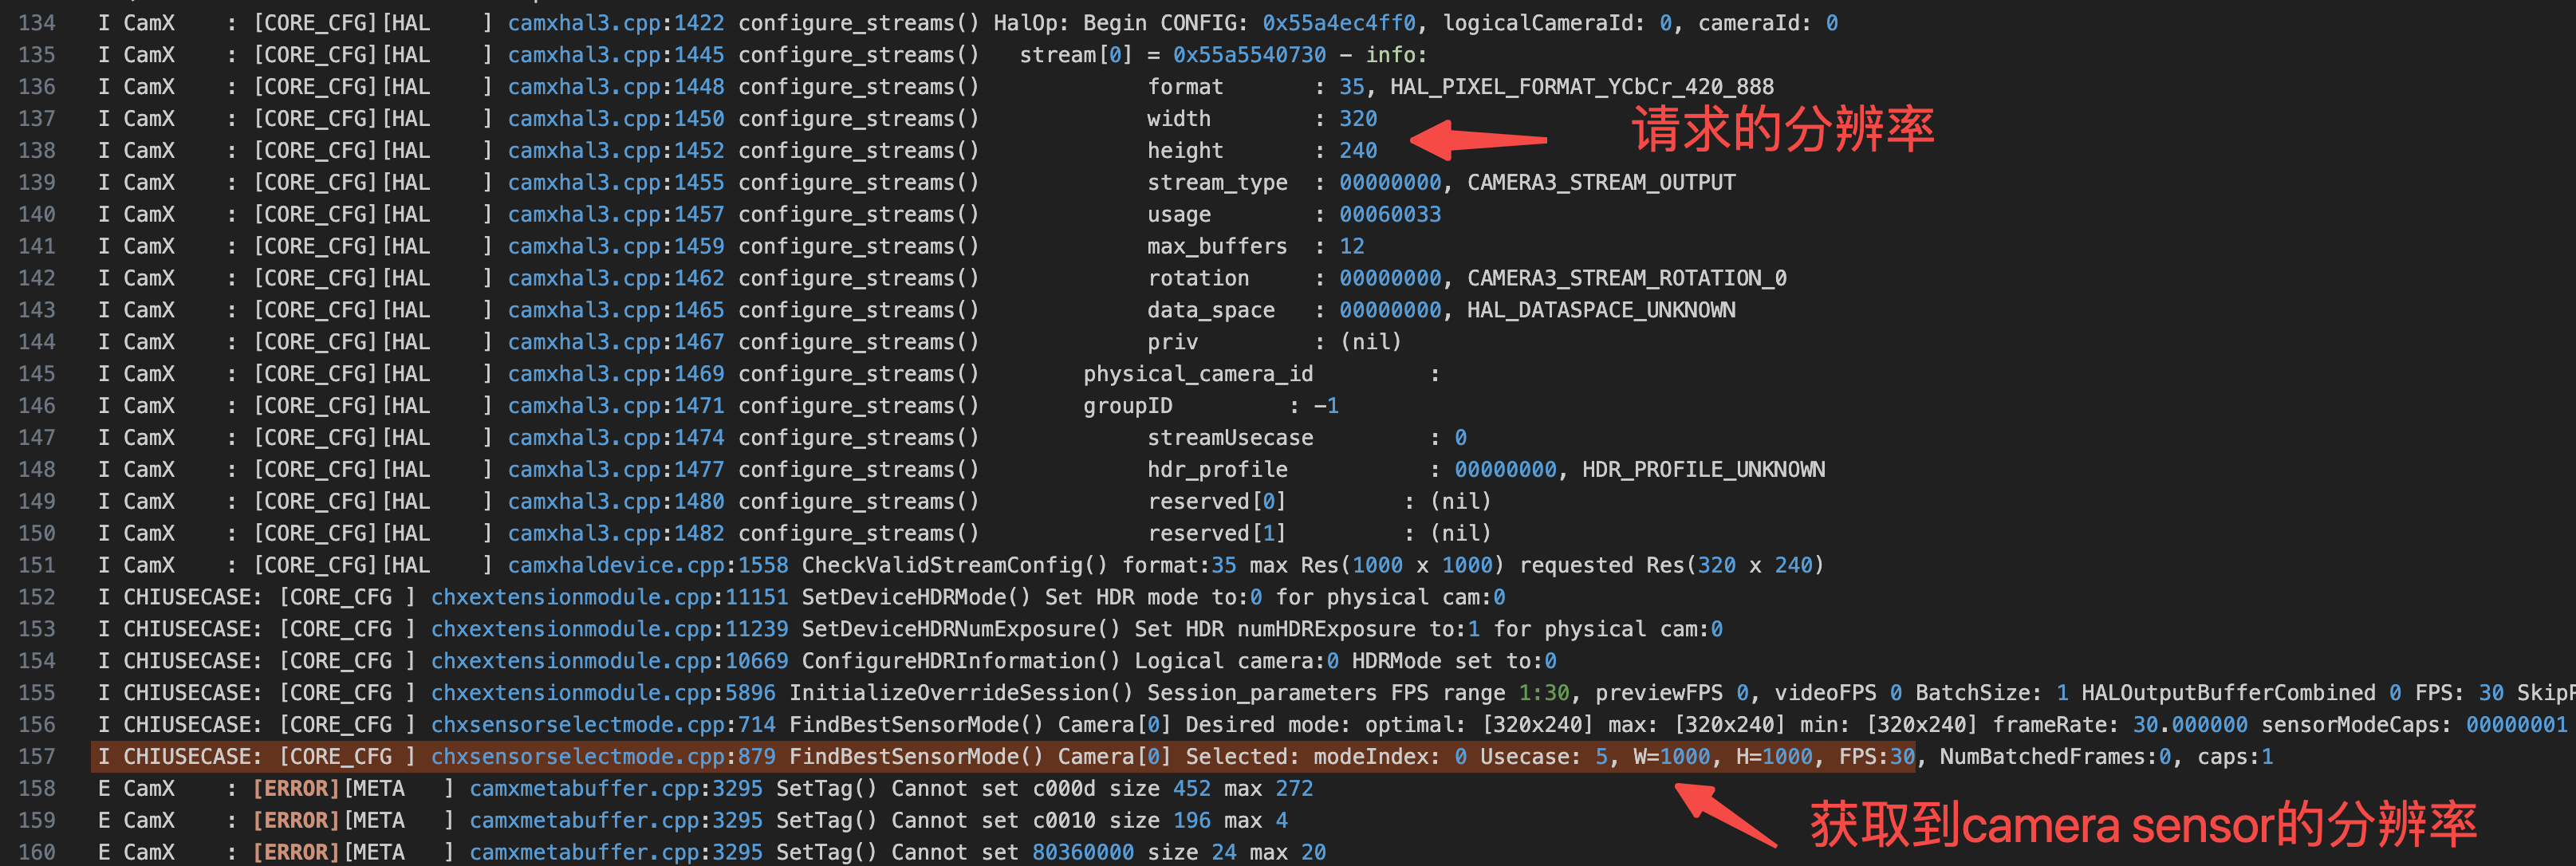 134 I CamX : [CORE_CFG][HAL ] camxhal3.cpp:1422 configure_streams() HalOp: Begin CONFIG: 0x55a4ec4ff0, logicalCameraId: 0, cameraId: 0
135 I CamX : [CORE_CFG][HAL ] camxhal3.cpp:1445 configure_streams() stream[0] = 0x55a5540730 - info:
136 I CamX : [CORE_CFG][HAL ] camxhal3.cpp:1448 configure_streams() format : 35, HAL_PIXEL_FORMAT_YCbCr_420_888
137 I CamX : [CORE_CFG][HAL ] camxhal3.cpp:1450 configure_streams() width : 320
请求的分辨率
138 I CamX : [CORE_CFG][HAL ] camxhal3.cpp:1452 configure_streams() height : 240
139 I CamX : [CORE_CFG][HAL ] camxhal3.cpp:1455 configure_streams() stream_type : 00000000, CAMERA3_STREAM_OUTPUT
140 I CamX : [CORE_CFG][HAL ] camxhal3.cpp:1457 configure_streams() usage : 00060033
141 I CamX : [CORE_CFG][HAL ] camxhal3.cpp:1459 configure_streams() max_buffers : 12
142 I CamX : [CORE_CFG][HAL ] camxhal3.cpp:1462 configure_streams() rotation : 00000000, CAMERA3_STREAM_ROTATION_0
143 I CamX : [CORE_CFG][HAL ] camxhal3.cpp:1465 configure_streams() data_space : 00000000, HAL_DATASPACE_UNKNOWN
144 I CamX : [CORE_CFG][HAL ] camxhal3.cpp:1467 configure_streams() priv : (nil)
145 I CamX : [CORE_CFG][HAL ] camxhal3.cpp:1469 configure_streams() physical_camera_id :
146 I CamX : [CORE_CFG][HAL ] camxhal3.cpp:1471 configure_streams() groupID : -1
147 I CamX : [CORE_CFG][HAL ] camxhal3.cpp:1474 configure_streams() streamUsecase : 0
148 I CamX : [CORE_CFG][HAL ] camxhal3.cpp:1477 configure_streams() hdr_profile : 00000000, HDR_PROFILE_UNKNOWN
149 I CamX : [CORE_CFG][HAL ] camxhal3.cpp:1480 configure_streams() reserved[0] : (nil)
150 I CamX : [CORE_CFG][HAL ] camxhal3.cpp:1482 configure_streams() reserved[1] : (nil)
151 I CamX : [CORE_CFG][HAL ] camxhaldevice.cpp:1558 CheckValidStreamConfig() format:35 max Res(1000 x 1000) requested Res(320 x 240)
152 I CHIUSECASE: [CORE_CFG ] chxextensionmodule.cpp:11151 SetDeviceHDRMode() Set HDR mode to:0 for physical cam:0
153 I CHIUSECASE: [CORE_CFG ] chxextensionmodule.cpp:11239 SetDeviceHDRNumExposure() Set HDR numHDRExposure to:1 for physical cam:0
154 I CHIUSECASE: [CORE_CFG ] chxextensionmodule.cpp:10669 ConfigureHDRInformation() Logical camera:0 HDRMode set to:0
155 I CHIUSECASE: [CORE_CFG ] chxextensionmodule.cpp:5896 InitializeOverrideSession() Session_parameters FPS range 1:30, previewFPS 0, videoFPS 0 BatchSize: 1 HALOutputBufferCombined 0 FPS: 30
156 I CHIUSECASE: [CORE_CFG ] chxsensorselectmode.cpp:714 FindBestSensorMode() Camera[0] Desired mode: optimal: [320x240] max: [320x240] min: [320x240] frameRate: 30.000000 sensorModeCaps: 00000001
157 I CHIUSECASE: [CORE_CFG ] chxsensorselectmode.cpp:879 FindBestSensorMode() Camera[0] Selected: modeIndex: 0 Usecase: 5, W=1000, H=1000, FPS:30, NumBatchedFrames:0, caps:1
158 E CamX : [ERROR][META ] camxmetabuffer.cpp:3295 SetTag() Cannot set c000d size 452 max 272
159 E CamX : [ERROR][META ] camxmetabuffer.cpp:3295 SetTag() Cannot set c0010 size 196 max 4
获取到camera sensor的分辨率
160 E CamX : [ERROR][META ] camxmetabuffer.cpp:3295 SetTag() Cannot set 80360000 size 24 max 20